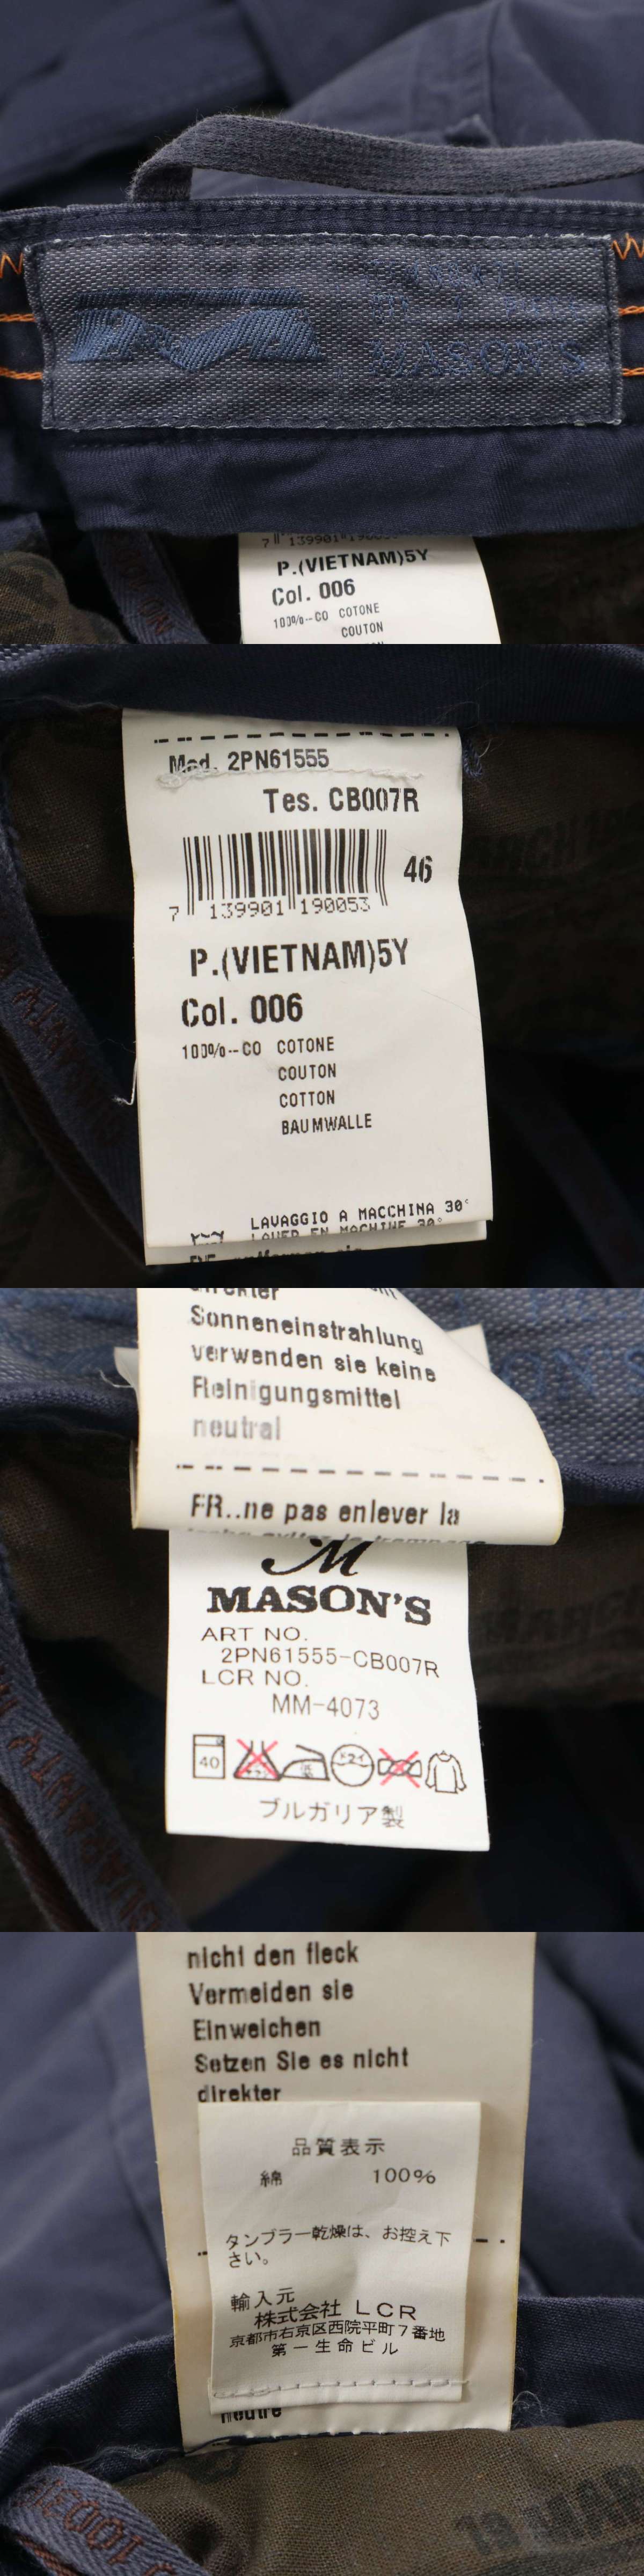 MASON'S
7 139901 190053
P.(VIETNAM)5Y
Col. 006
100%--CO COTONE
COUTON
Mod. 2PN61555
Tes. CB007R
46
7 139901 190053
P.(VIETNAM)5Y
Col. 006
100%--CO COTONE
COUTON
COTTON
BAUMWALLE
LAVAGGIO A MACCHINA 30°
LAVER EN MACHINE 30°
direkter
Sonneneinstrahlung
verwenden sie keine
Reinigungsmittel
neutral
FR..ne pas enlever la
M
MASON'S
ART NO.
2PN61555-CB007R
LCR NO.
MM-4073
40
ブルガリア製
nicht den fleck
Vermeiden sie
Einweichen
Setzen Sie es nicht
direkter
品質表示
綿 100%
タンブラー乾燥は、お控え下
さい。
輸入元
株式会社 LCR
京都市右京区西院平町7番地
第一生命ビル
neutre